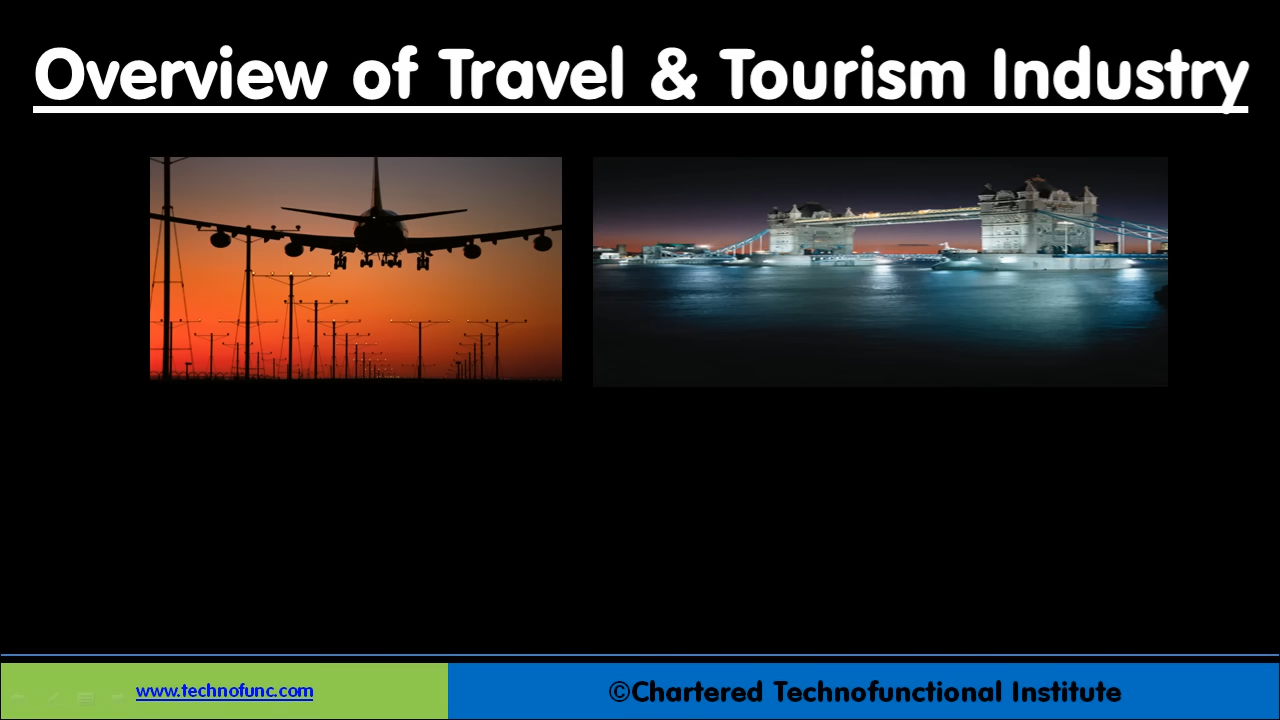 Overview of Travel & Tourism Industry
www.technofunc.com
©Chartered Technofunctional Institute